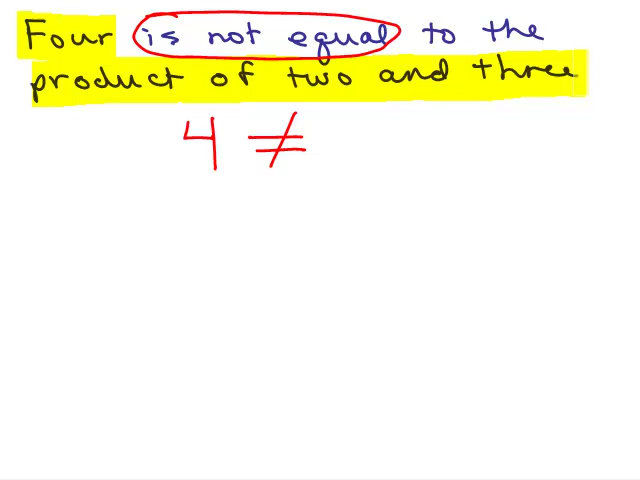 Four is not equal to the
product of two and three
4 ≠